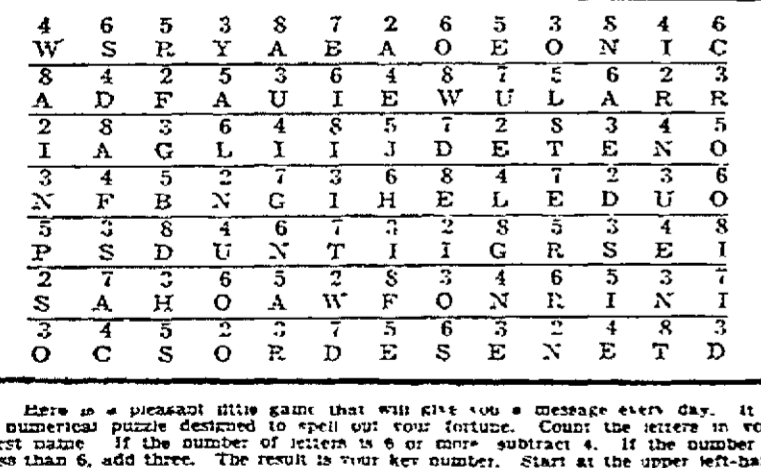 4 6 5 3 8 7 2 6 5 3 8 4 6
W S R Y A B A O E O N I C
8 4 2 5 3 6 4 8 7 5 6 2 3
A D F A U I E W U L A R R
2 8 3 6 4 8 5 7 2 8 3 4 5
I A G L I I J D E T E N O
3 4 5 2 7 3 6 8 4 7 2 3 6
N F B N G I H E L E D U O
5 3 8 4 6 7 3 2 8 5 3 4 8
P S D U N T I I G R S E I
2 7 3 6 5 2 8 3 4 6 5 3 7
S A H O A W F O N R I N I
3 4 5 2 3 7 5 6 3 2 4 8 3
O C S O R D E S E N E T D
Here is a pleasant little game that will give you a message every day. It
numerical puzzle designed to spell out your fortune. Count the letters in
name If the number of letters is 6 or more subtract 4. If the number
less than 6, add three. The result is your key number. Start at the upper